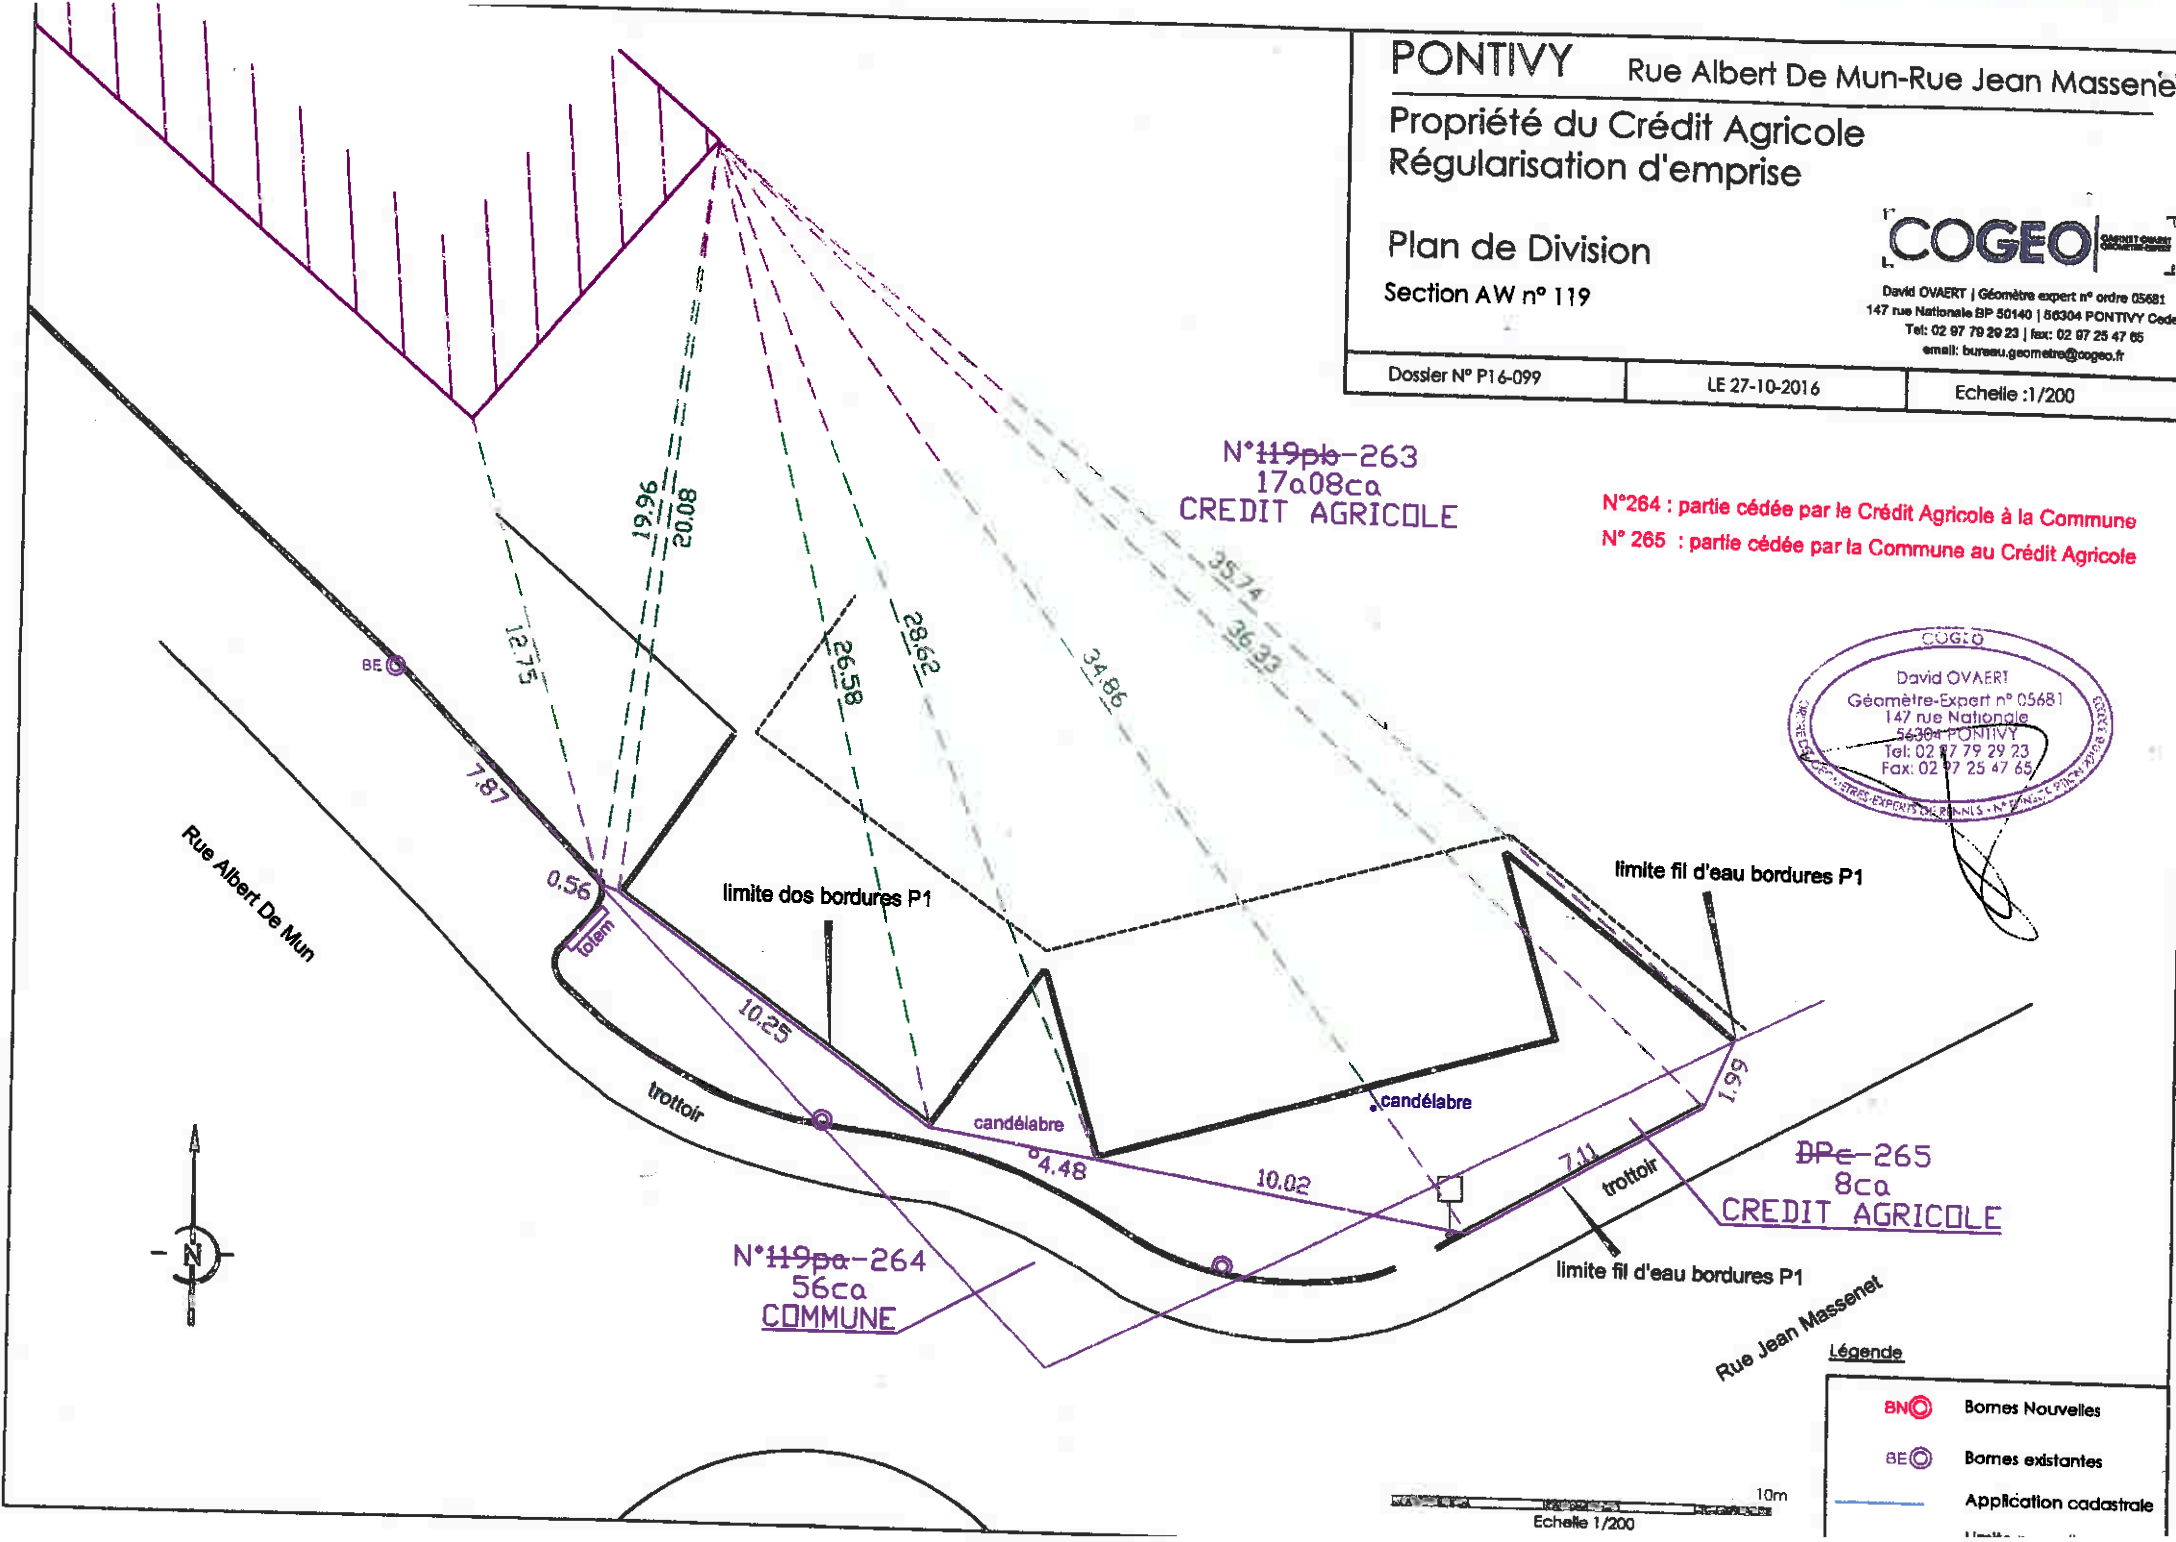 PONTIVY Rue Albert De Mun-Rue Jean Massene
Propriété du Crédit Agricole
Régularisation d'emprise
Plan de Division
Section AW nº 119
COGEO
David OVAERT | Géomètre expert nº ordre 05681
147 rue Nationale BP 50140 | 56304 PONTIVY Cede
Tel: 02 97 79 29 23 | fax: 02 97 25 47 65
email: bureau.geometre@cogeo.fr
Dossier Nº P16-099
LE 27-10-2016
Echelle :1/200
N°119pb-263
17a08ca
CREDIT AGRICOLE
N°264 : partie cédée par le Crédit Agricole à la Commune
N° 265 : partie cédée par la Commune au Crédit Agricole
COGEO
David OVAERT
Géomètre-Expert nº 05681
147 rue Nationale
56304 PONTIVY
Tel: 02 97 79 29 23
Fax: 02 97 25 47 65
19.96
20.08
12.75
26.58
28.62
34.86
35.74
36.33
BE
7.87
0.56
totem
Rue Albert De Mun
limite dos bordures P1
limite fil d'eau bordures P1
10.25
trottoir
candélabre
4.48
10.02
candélabre
1.99
7.11
trottoir
DPc-265
8ca
CREDIT AGRICOLE
limite fil d'eau bordures P1
Rue Jean Massenet
N°119pa-264
56ca
COMMUNE
N
Légende
BN Bornes Nouvelles
BE Bornes existantes
Application cadastrale
10m
Echelle 1/200